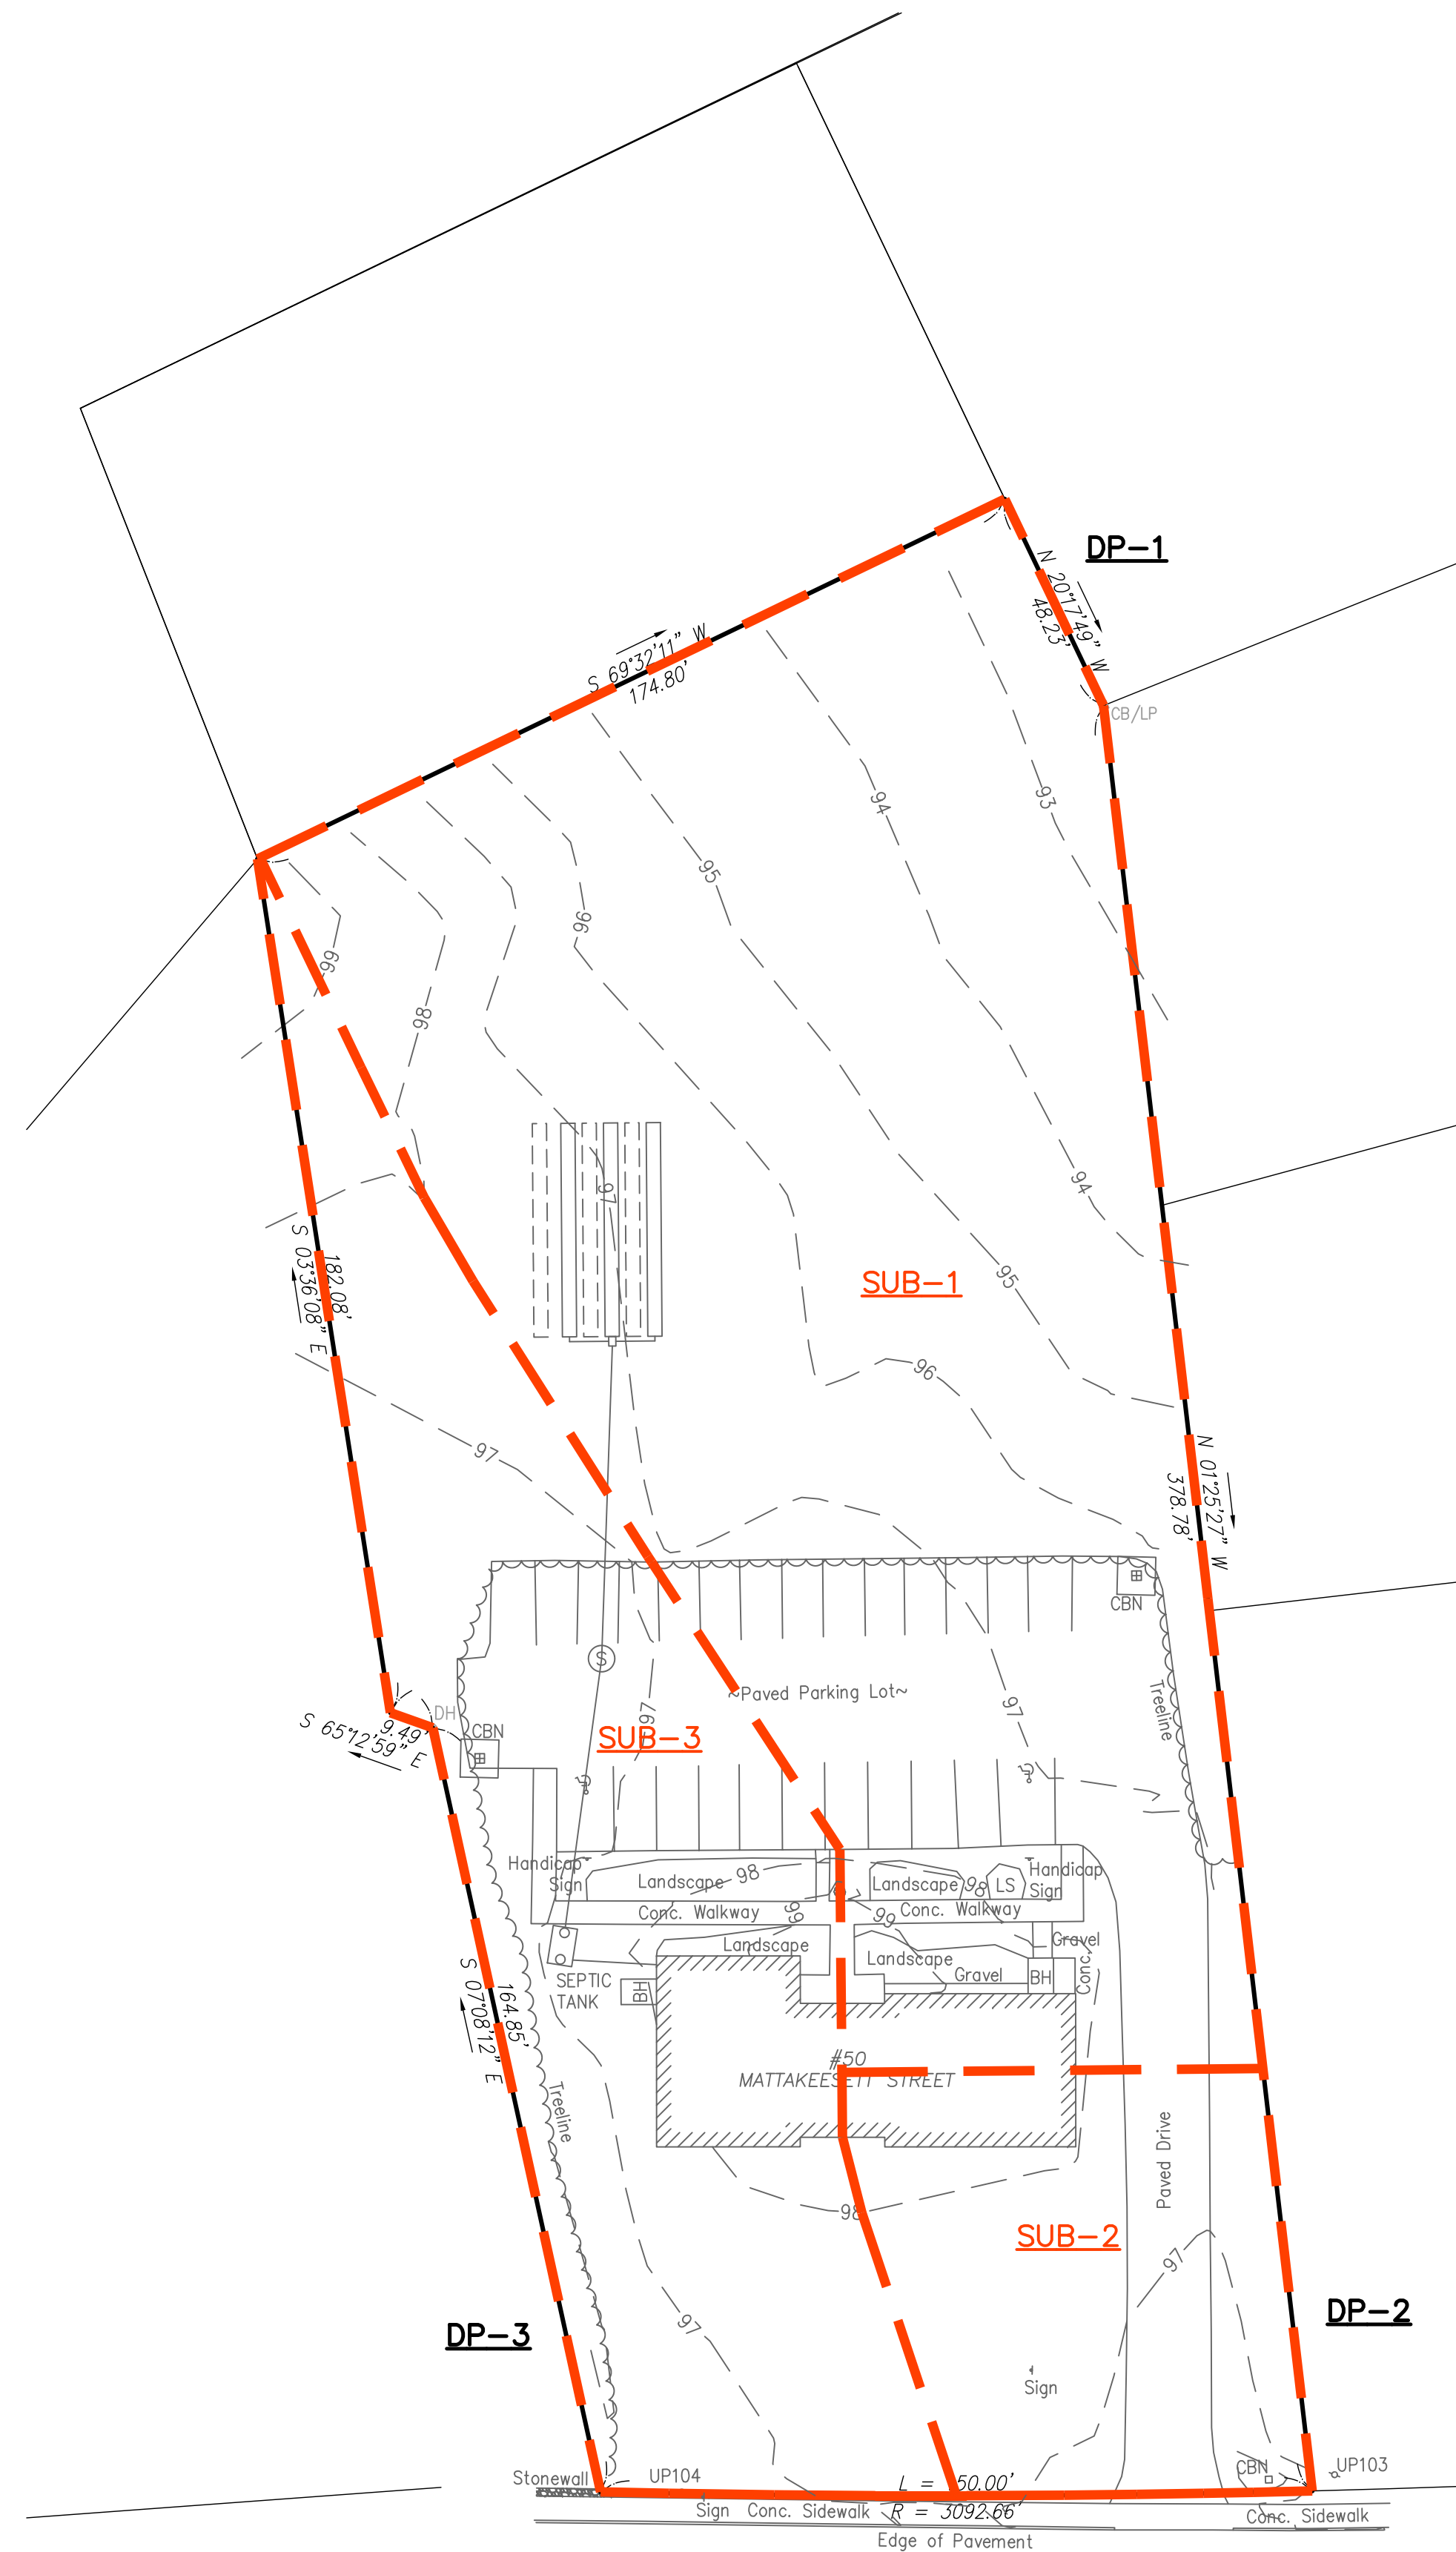 DP-1
N 20°17'49" W
48.23'
S 69°32'11" W
174.80'
CB/LP
93
94
95
96
99
98
97
94
SUB-1
95
182.08'
S 03°36'08" E
96
97
N 01°25'27" W
378.78'
CBN
S
~Paved Parking Lot~
Treeline
97
97
DH
SUB-3
9.49'
S 65°12'59" E
CBN
Handicap
Sign
Landscape
98
Landscape
98
LS
Handicap
Sign
Conc. Walkway
99
99
Conc. Walkway
Landscape
Landscape
Gravel
Gravel
BH
Conc.
SEPTIC
TANK
BH
164.85'
S 07°08'12" E
#50
MATTAKEESETT STREET
Treeline
Paved Drive
98
SUB-2
97
97
DP-3
DP-2
Sign
Stonewall
UP104
L = 50.00'
CBN
UP103
Sign
Conc. Sidewalk
R = 3092.66'
Conc. Sidewalk
Edge of Pavement